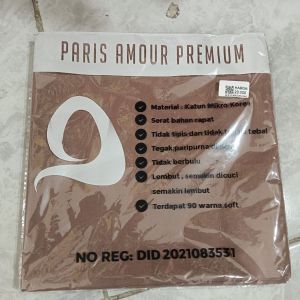 PARIS AMOUR PREMIUM
Material : Katun Mikro Korea
Serat bahan rapat
Tidak tipis dan tidak tebal
Tegak paripurna
Tidak berbulu
Lembut , semakin dicuci
semakin lembut
Terdapat 90 warna soft
NO REG: DID 2021083531